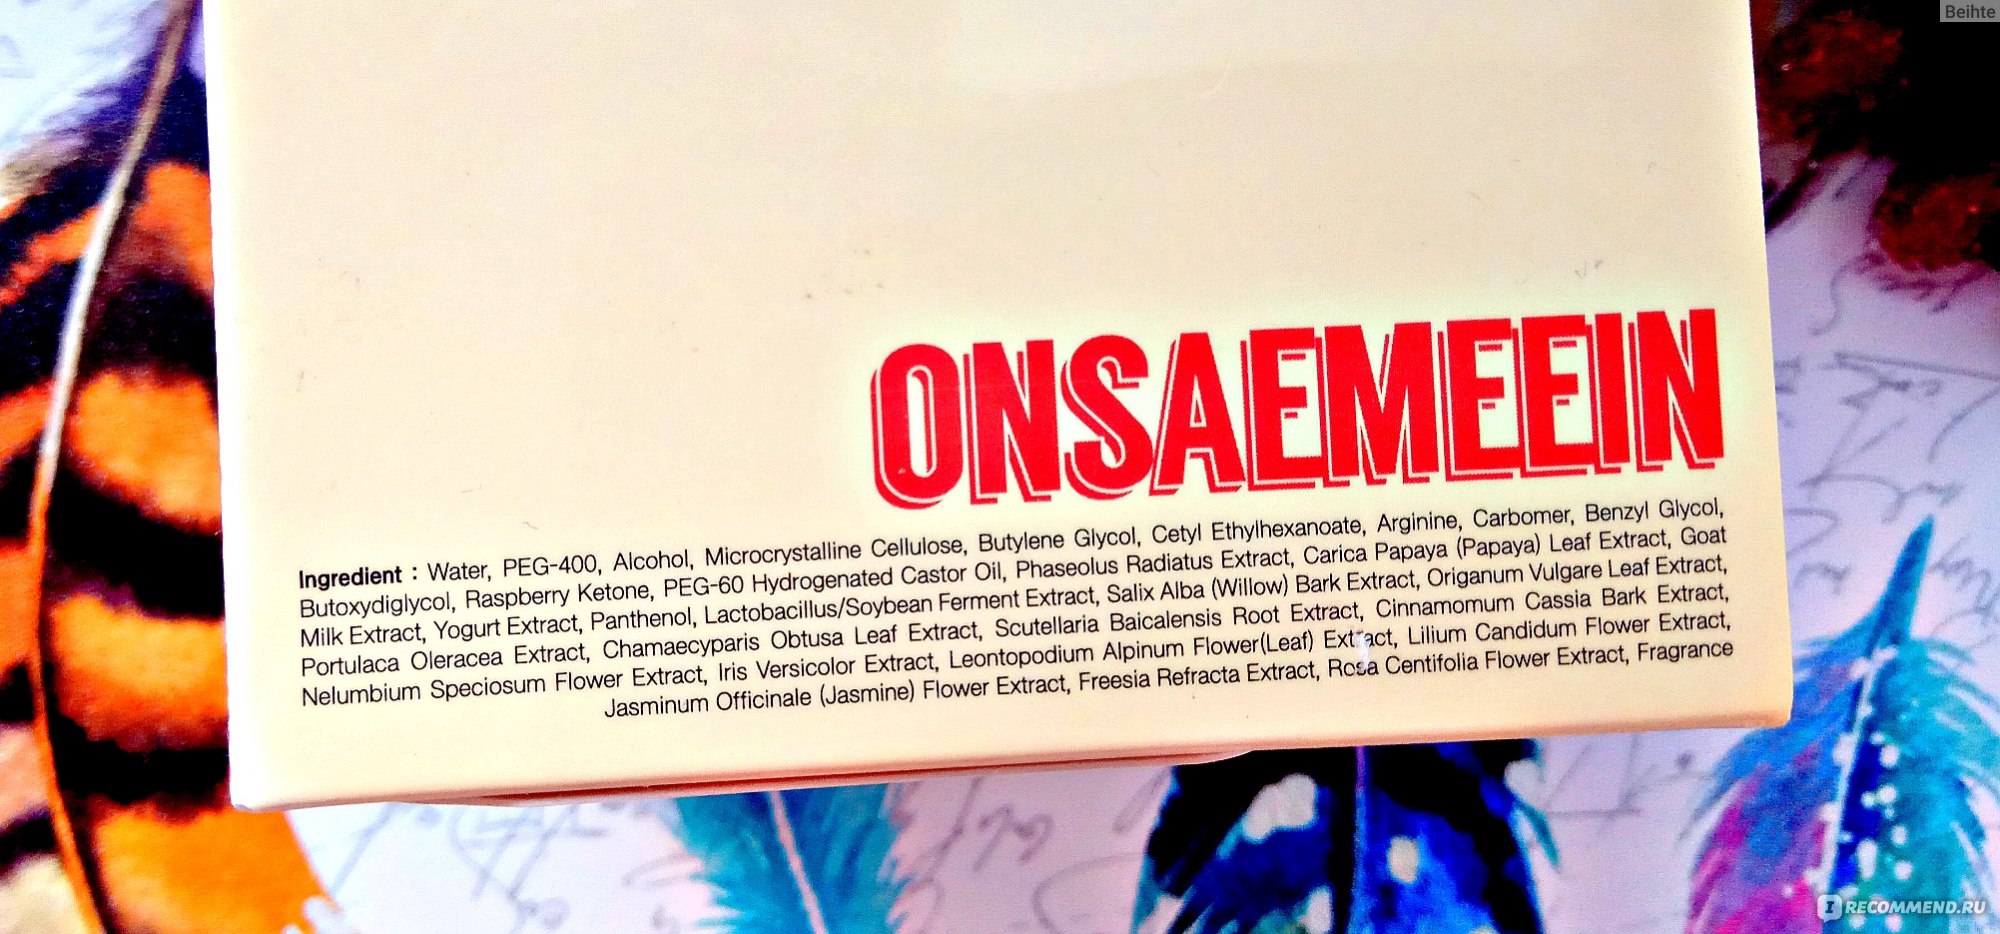 Beihte
ONSAEMEEIN
Ingredient : Water, PEG-400, Alcohol, Microcrystalline Cellulose, Butylene Glycol, Cetyl Ethylhexanoate, Arginine, Carbomer, Benzyl Glycol,
Butoxydiglycol, Raspberry Ketone, PEG-60 Hydrogenated Castor Oil, Phaseolus Radiatus Extract, Carica Papaya (Papaya) Leaf Extract, Goat
Milk Extract, Yogurt Extract, Panthenol, Lactobacillus/Soybean Ferment Extract, Salix Alba (Willow) Bark Extract, Origanum Vulgare Leaf Extract,
Portulaca Oleracea Extract, Chamaecyparis Obtusa Leaf Extract, Scutellaria Baicalensis Root Extract, Cinnamomum Cassia Bark Extract,
Nelumbium Speciosum Flower Extract, Iris Versicolor Extract, Leontopodium Alpinum Flower(Leaf) Extract, Lilium Candidum Flower Extract,
Jasminum Officinale (Jasmine) Flower Extract, Freesia Refracta Extract, Rosa Centifolia Flower Extract, Fragrance
I RECOMMEND.RU